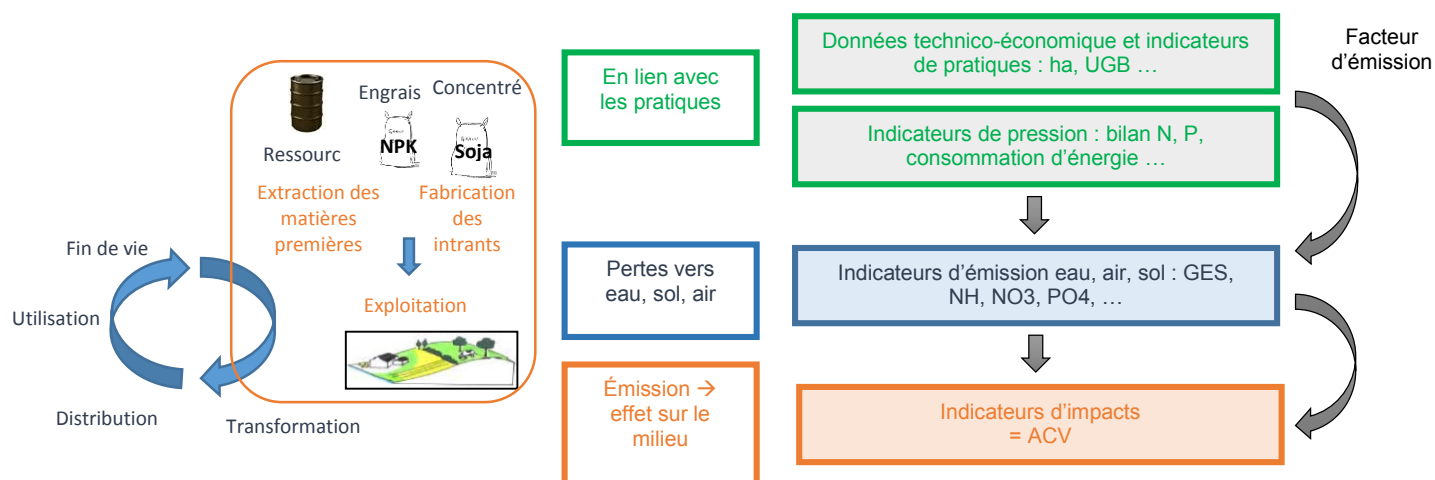 Engrais
Concentré
NPK
Soja
Ressourc
Extraction des
matières
premières
Fabrication
des
intrants
Exploitation
Fin de vie
Utilisation
Distribution
Transformation
En lien avec
les pratiques
Pertes vers
eau, sol, air
Émission →
effet sur le
milieu
Données technico-économique et indicateurs
de pratiques : ha, UGB …
Indicateurs de pression : bilan N, P,
consommation d’énergie …
Indicateurs d’émission eau, air, sol : GES,
NH, NO3, PO4, …
Indicateurs d’impacts
= ACV
Facteur
d’émission